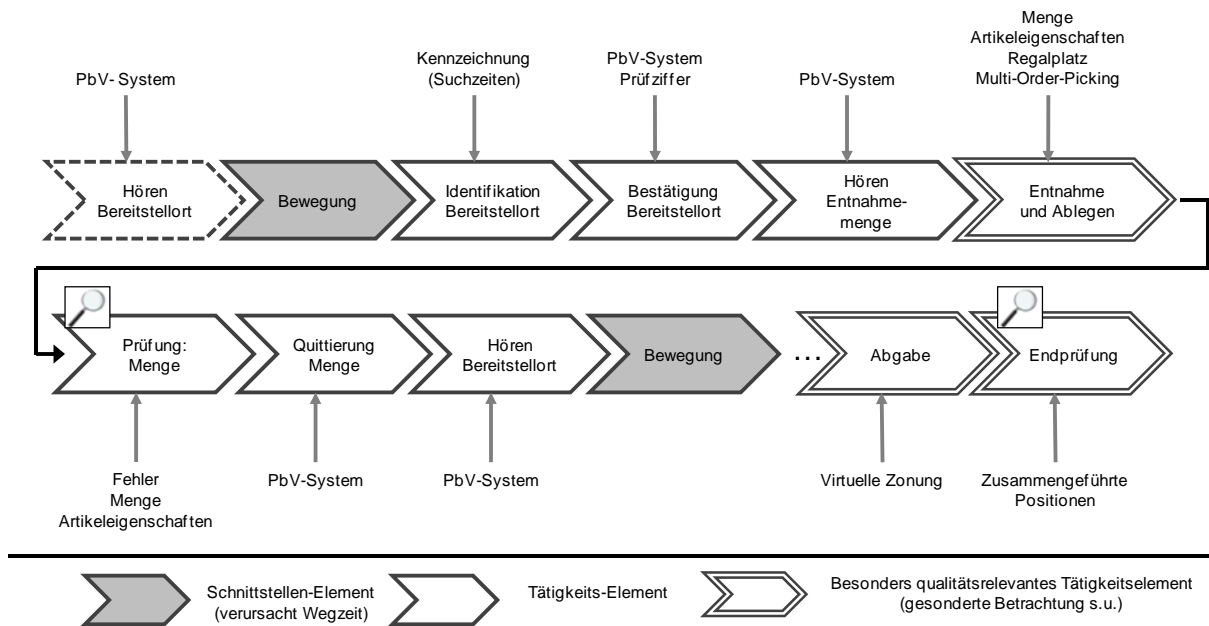 PbV- System
Kennzeichnung
(Suchzeiten)
PbV-System
Prüfziffer
PbV-System
Menge
Artikeleigenschaften
Regalplatz
Multi-Order-Picking
Hören
Bereitstellort
Bewegung
Identifikation
Bereitstellort
Bestätigung
Bereitstellort
Hören
Entnahme-
menge
Entnahme
und Ablegen
Prüfung:
Menge
Quittierung
Menge
Hören
Bereitstellort
Bewegung
...
Abgabe
Endprüfung
Fehler
Menge
Artikeleigenschaften
PbV-System
PbV-System
Virtuelle Zonung
Zusammengeführte
Positionen
Schnittstellen-Element
(verursacht Wegzeit)
Tätigkeits-Element
Besonders qualitätsrelevantes Tätigkeitselement
(gesonderte Betrachtung s.u.)